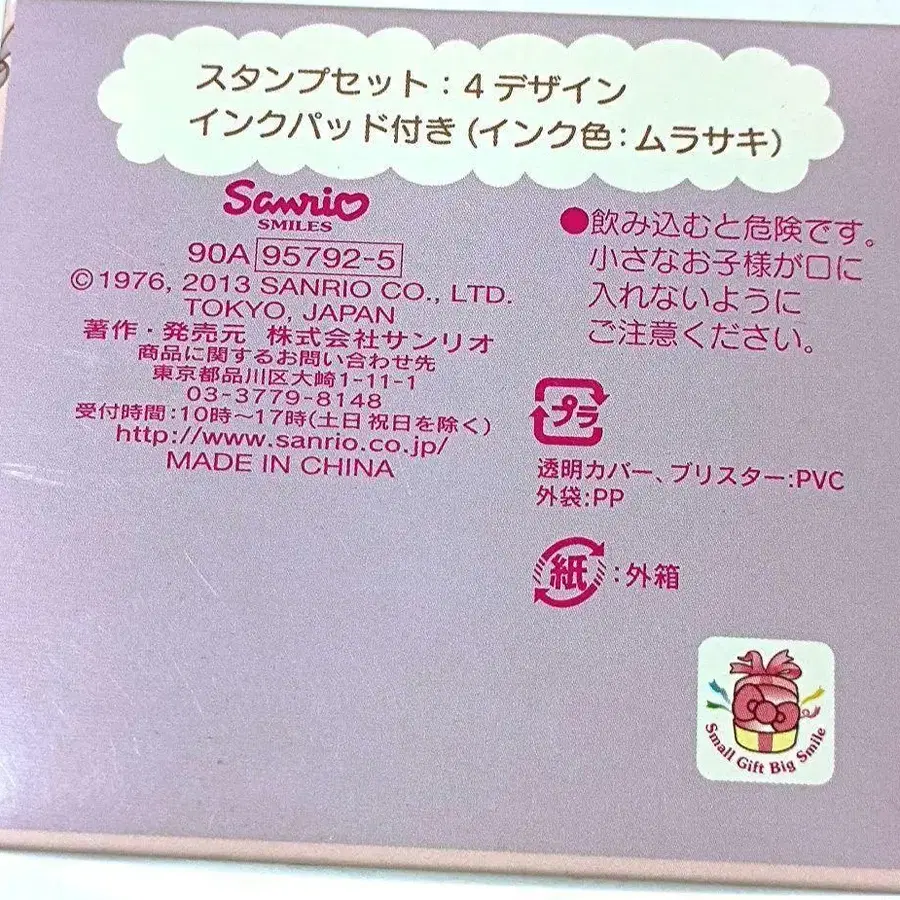 スタンプセット：4デザイン
インクパッド付き（インク色：ムラサキ）
Sanrio
SMILES
90A 95792-5
©1976, 2013 SANRIO CO., LTD.
TOKYO, JAPAN
著作・発売元 株式会社サンリオ
商品に関するお問い合わせ先
東京都品川区大崎1-11-1
03-3779-8148
受付時間：10時～17時(土日祝日を除く)
http://www.sanrio.co.jp/
MADE IN CHINA
●飲み込むと危険です。
小さなお子様が口に
入れないように
ご注意ください。
プラ
透明カバー、ブリスター:PVC
外袋:PP
紙:外箱
Small Gift Big Smile